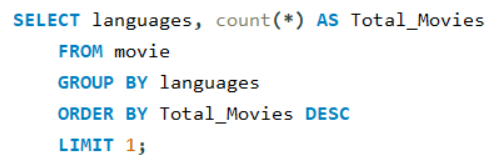 SELECT languages, count(*) AS Total_Movies
FROM movie
GROUP BY languages
ORDER BY Total_Movies DESC
LIMIT 1;